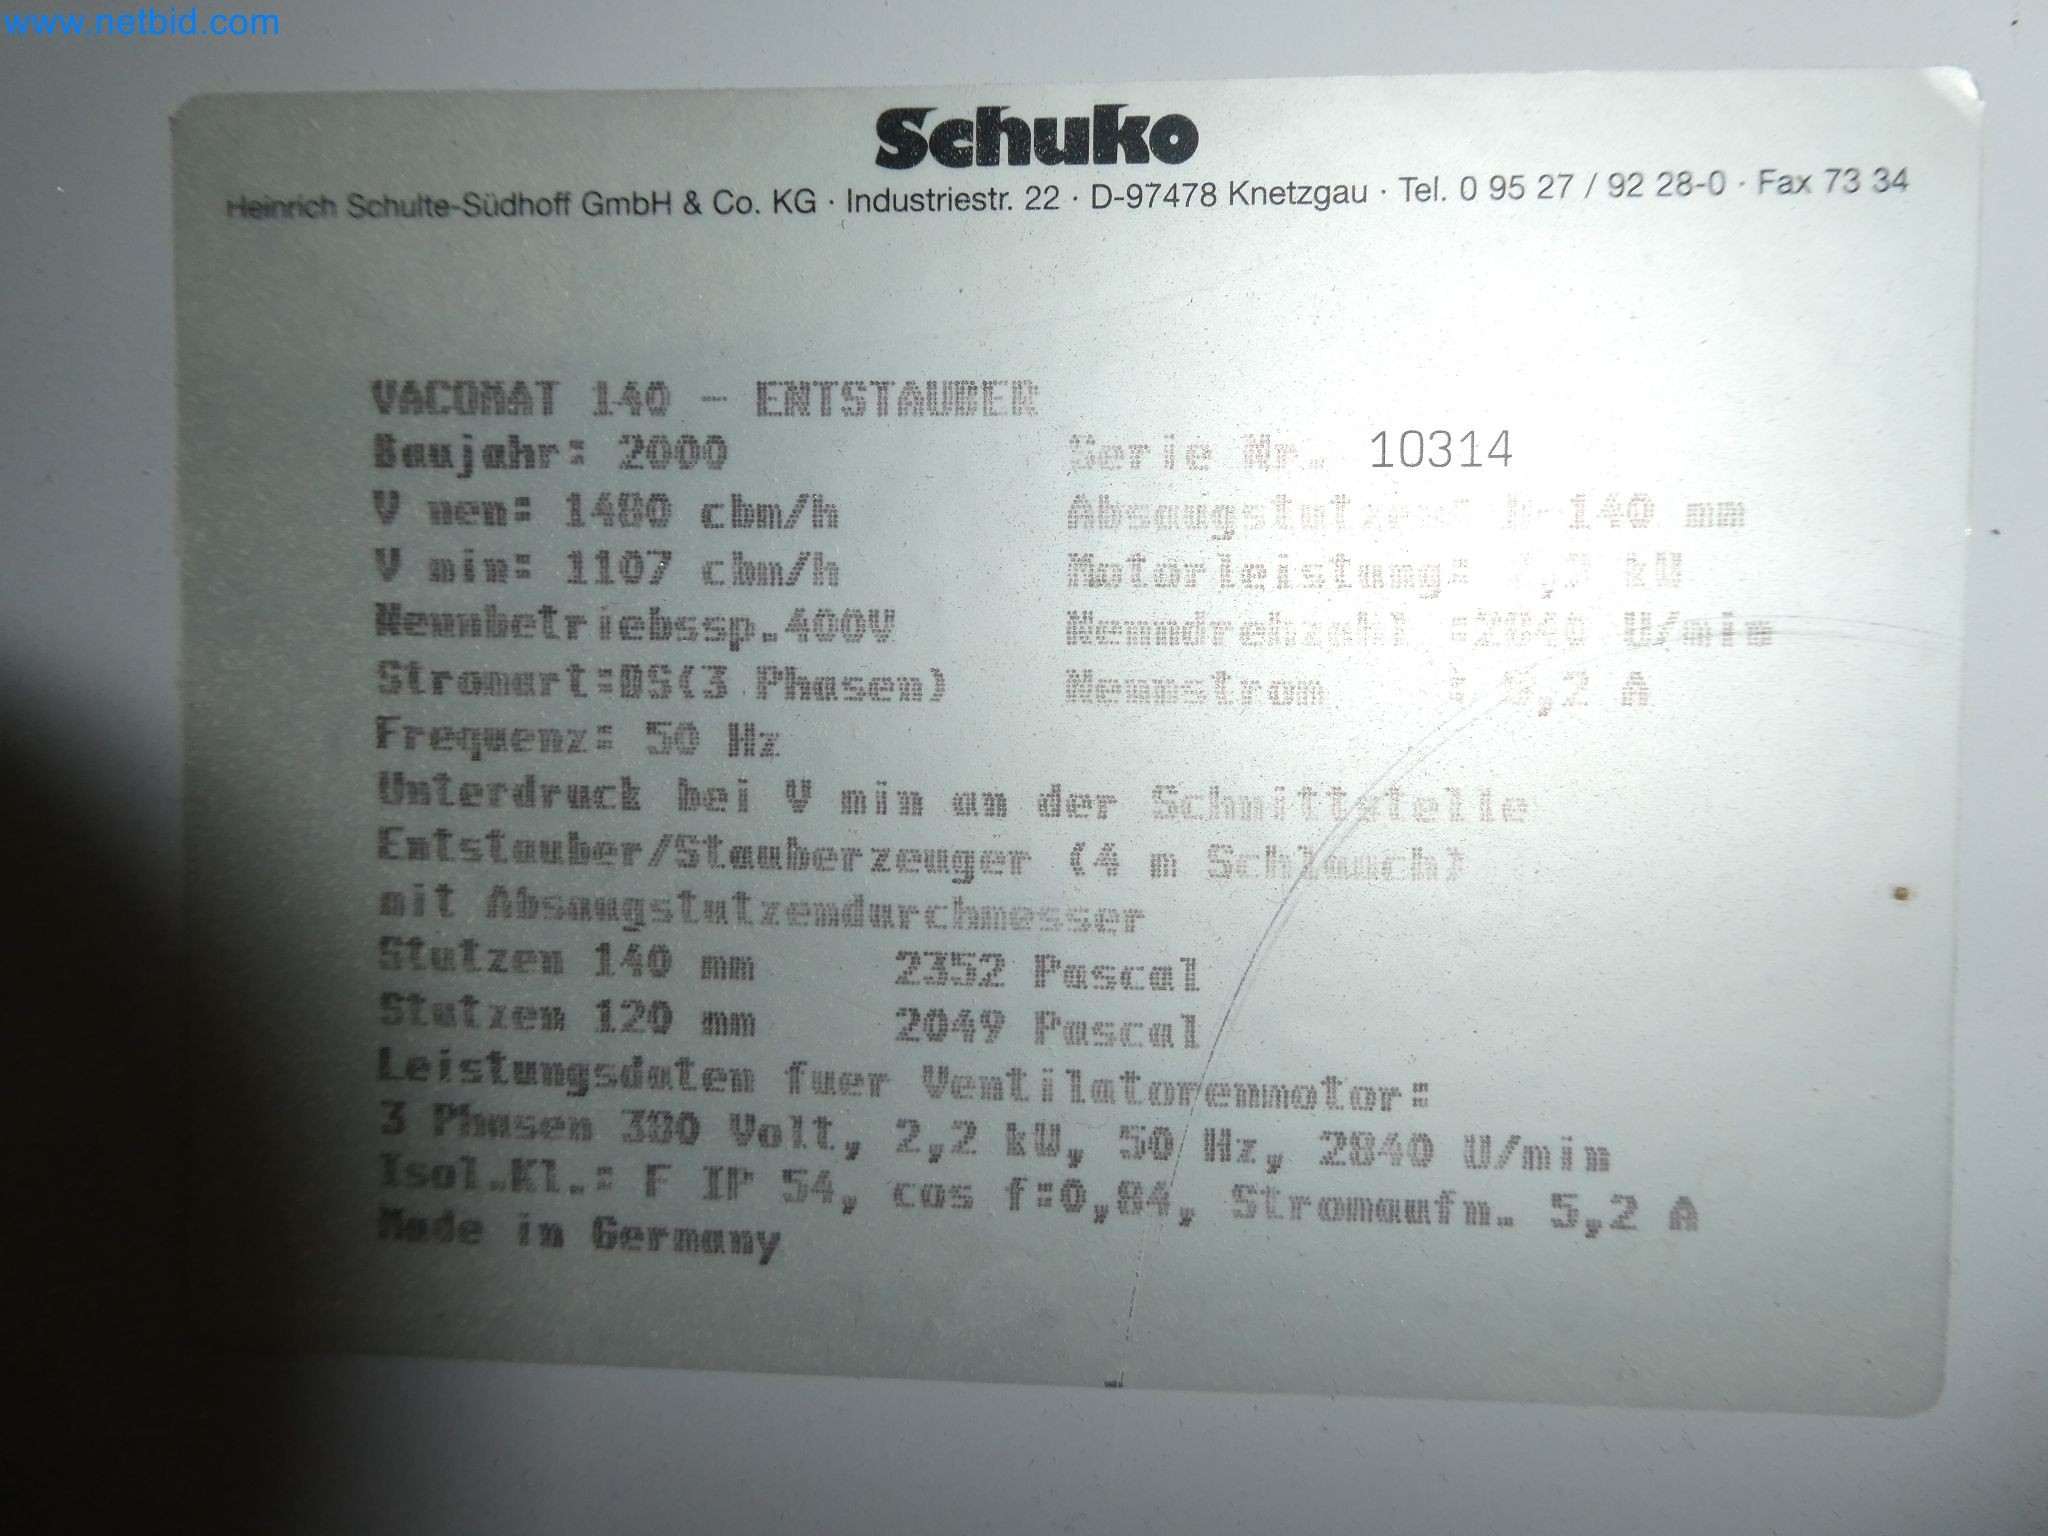 www.netbid.com
Schuko
Heinrich Schulte-Südhoff GmbH & Co. KG · Industriestr. 22 · D-97478 Knetzgau · Tel. 0 95 27 / 92 28-0 · Fax 73 34
VACOMAT 140 - ENTSTAUBER
Baujahr: 2000 Serie Nr. 10314
V nen: 1480 cbm/h Absaugstutzen: D=140 mm
V min: 1107 cbm/h Motorleistung: kW
Nennbetriebssp.400V Nenndrehzahl :2840 U/min
Stromart:DS(3 Phasen) Nennstrom : A
Frequenz: 50 Hz
Unterdruck bei V min an der Schnittstelle
Entstauber/Stauberzeuger (4 m Schlauch)
mit Absaugstutzendurchmesser
Stutzen 140 mm 2352 Pascal
Stutzen 120 mm 2049 Pascal
Leistungsdaten fuer Ventilatorenmotor:
3 Phasen 380 Volt, 2,2 kW, 50 Hz, 2840 U/min
Isol.Kl.: F IP 54, cos f:0,84, Stromaufn. 5,2 A
Made in Germany